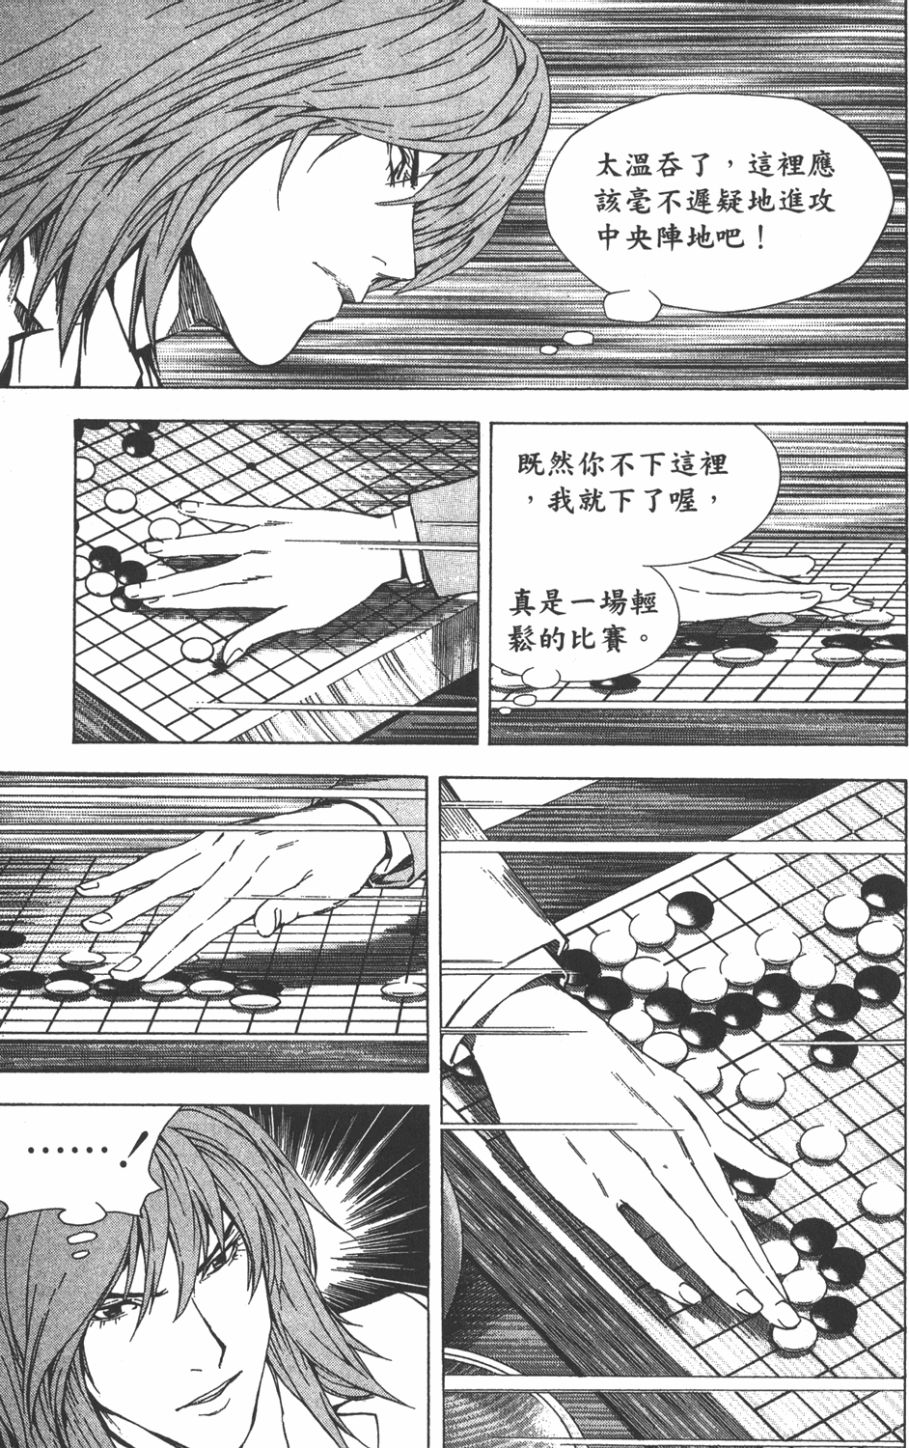 太溫吞了，這裡應
該毫不遲疑地進攻
中央陣地吧！
既然你不下這裡
，我就下了喔，
真是一場輕
鬆的比賽。
……！